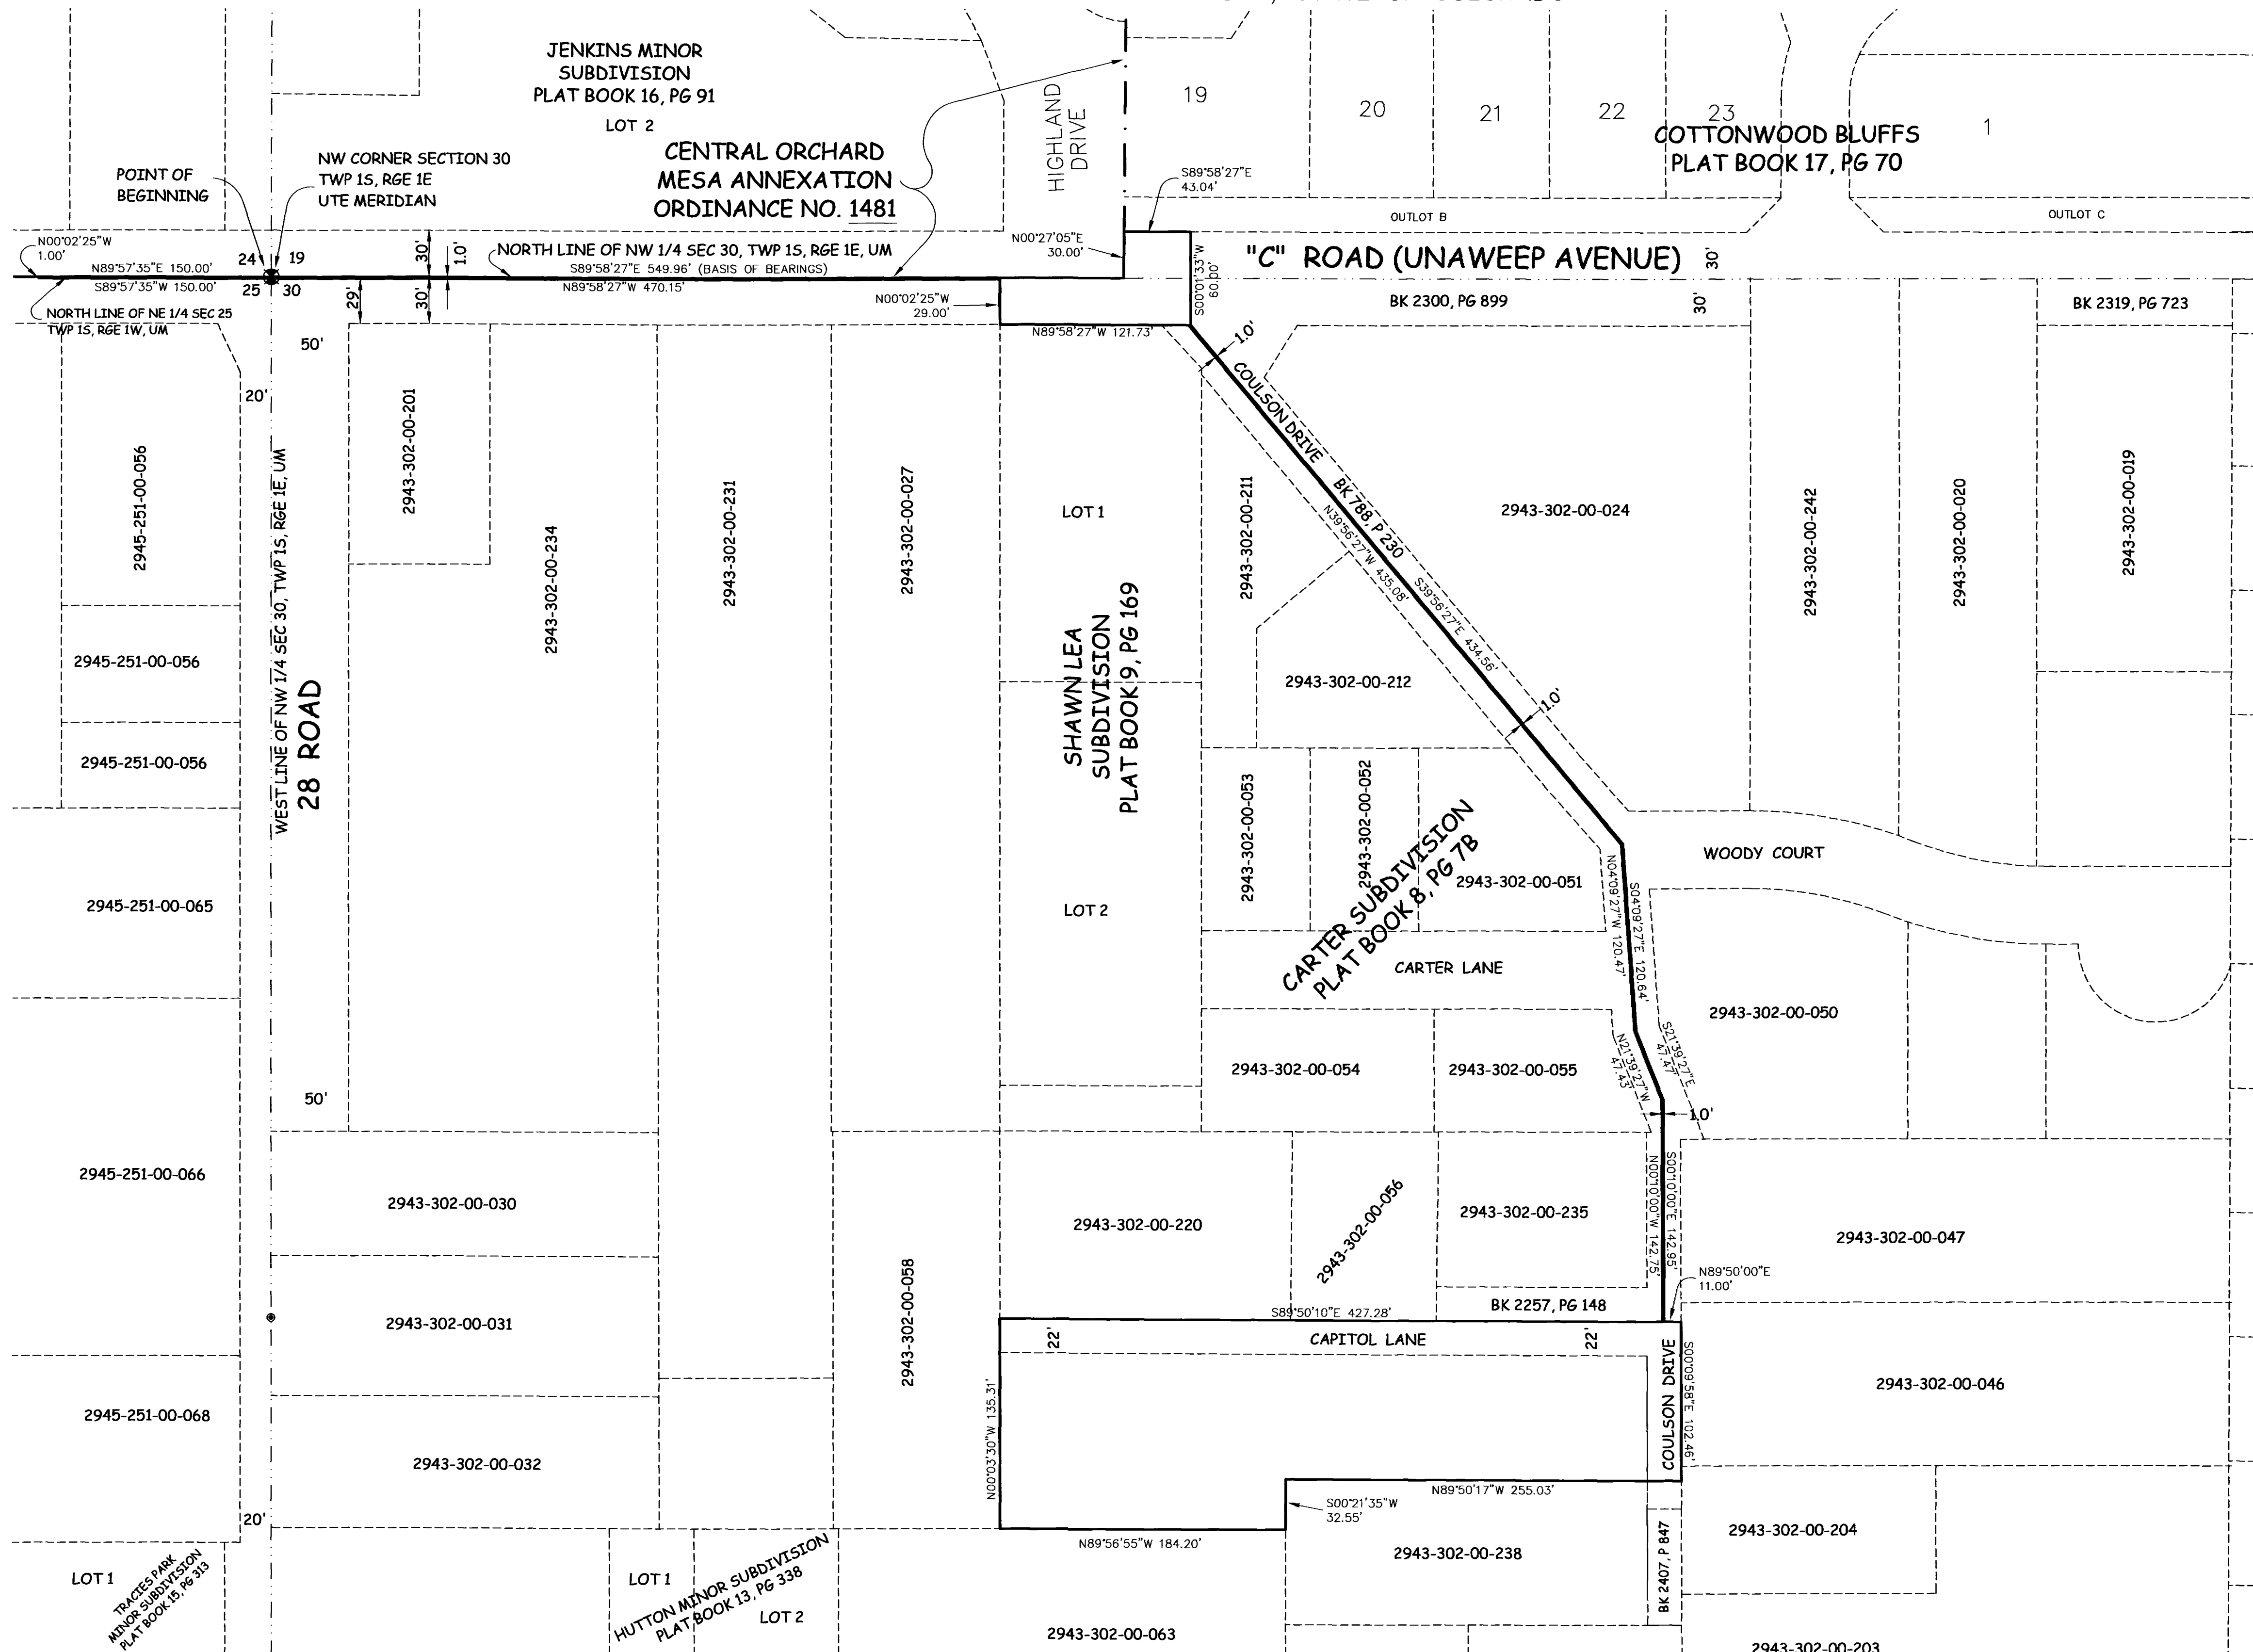 JENKINS MINOR
SUBDIVISION
PLAT BOOK 16, PG 91
LOT 2
HIGHLAND
DRIVE
19
20
21
22
23
1
COTTONWOOD BLUFFS
PLAT BOOK 17, PG 70
POINT OF
BEGINNING
NW CORNER SECTION 30
TWP 1S, RGE 1E
UTE MERIDIAN
CENTRAL ORCHARD
MESA ANNEXATION
ORDINANCE NO. 1481
S89°58'27"E
43.04'
OUTLOT B
OUTLOT C
N00°02'25"W
1.00'
N89°57'35"E 150.00'
S89°57'35"W 150.00'
24
19
25
30
30'
1.0'
29'
30'
NORTH LINE OF NW 1/4 SEC 30, TWP 1S, RGE 1E, UM
S89°58'27"E 549.96' (BASIS OF BEARINGS)
N89°58'27"W 470.15'
N00°27'05"E
30.00'
S00°01'33"W
60.00'
"C" ROAD (UNAWEEP AVENUE)
30'
30'
BK 2300, PG 899
BK 2319, PG 723
NORTH LINE OF NE 1/4 SEC 25
TWP 1S, RGE 1W, UM
N00°02'25"W
29.00'
N89°58'27"W 121.73'
50'
20'
1.0'
COULSON DRIVE
BK 788, P 230
N39°56'27"W 435.08'
S39°56'27"E 434.56'
1.0'
2945-251-00-056
2943-302-00-201
2943-302-00-234
2943-302-00-231
2943-302-00-027
LOT 1
2943-302-00-211
2943-302-00-024
2943-302-00-242
2943-302-00-020
2943-302-00-019
WEST LINE OF NW 1/4 SEC 30, TWP 1S, RGE 1E, UM
28 ROAD
2945-251-00-056
2945-251-00-056
SHAWN LEA
SUBDIVISION
PLAT BOOK 9, PG 169
2943-302-00-212
2943-302-00-053
2943-302-00-052
2943-302-00-051
CARTER SUBDIVISION
PLAT BOOK 8, PG 7B
WOODY COURT
N04°09'27"W 120.47'
S04°09'27"E 120.64'
2945-251-00-065
LOT 2
CARTER LANE
2943-302-00-050
N21°39'27"W
47.43'
S21°39'27"E
47.47'
2943-302-00-054
2943-302-00-055
50'
1.0'
2945-251-00-066
2943-302-00-030
2943-302-00-220
2943-302-00-056
2943-302-00-235
N00°10'00"W 142.75'
S00°10'00"E 142.95'
2943-302-00-047
N89°50'00"E
11.00'
2943-302-00-031
2943-302-00-058
S89°50'10"E 427.28'
BK 2257, PG 148
22'
CAPITOL LANE
22'
COULSON DRIVE
S00°09'58"E 102.46'
2943-302-00-046
2945-251-00-068
2943-302-00-032
N00°03'30"W 135.31'
N89°50'17"W 255.03'
S00°21'35"W
32.55'
20'
N89°56'55"W 184.20'
2943-302-00-238
BK 2407, P 847
2943-302-00-204
LOT 1
TRACIES PARK
MINOR SUBDIVISION
PLAT BOOK 15, PG 313
LOT 1
HUTTON MINOR SUBDIVISION
PLAT BOOK 13, PG 338
LOT 2
2943-302-00-063
2943-302-00-203